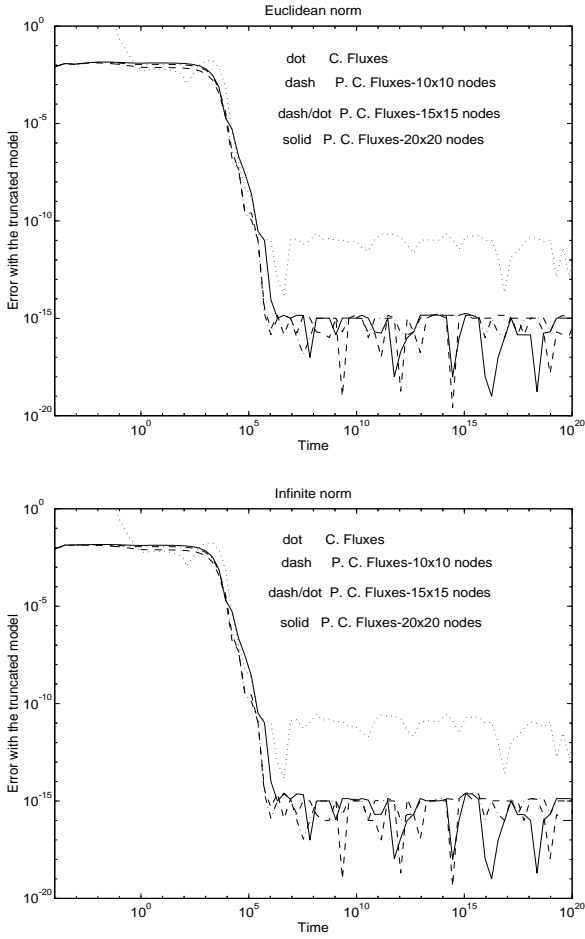 Euclidean norm
10^0
dot C. Fluxes
dash P. C. Fluxes-10x10 nodes
dash/dot P. C. Fluxes-15x15 nodes
solid P. C. Fluxes-20x20 nodes
10^-5
10^-10
10^-15
10^-20
Error with the truncated model
10^0 10^5 10^10 10^15 10^20
Time
Infinite norm
10^0
dot C. Fluxes
dash P. C. Fluxes-10x10 nodes
dash/dot P. C. Fluxes-15x15 nodes
solid P. C. Fluxes-20x20 nodes
10^-5
10^-10
10^-15
10^-20
Error with the truncated model
10^0 10^5 10^10 10^15 10^20
Time